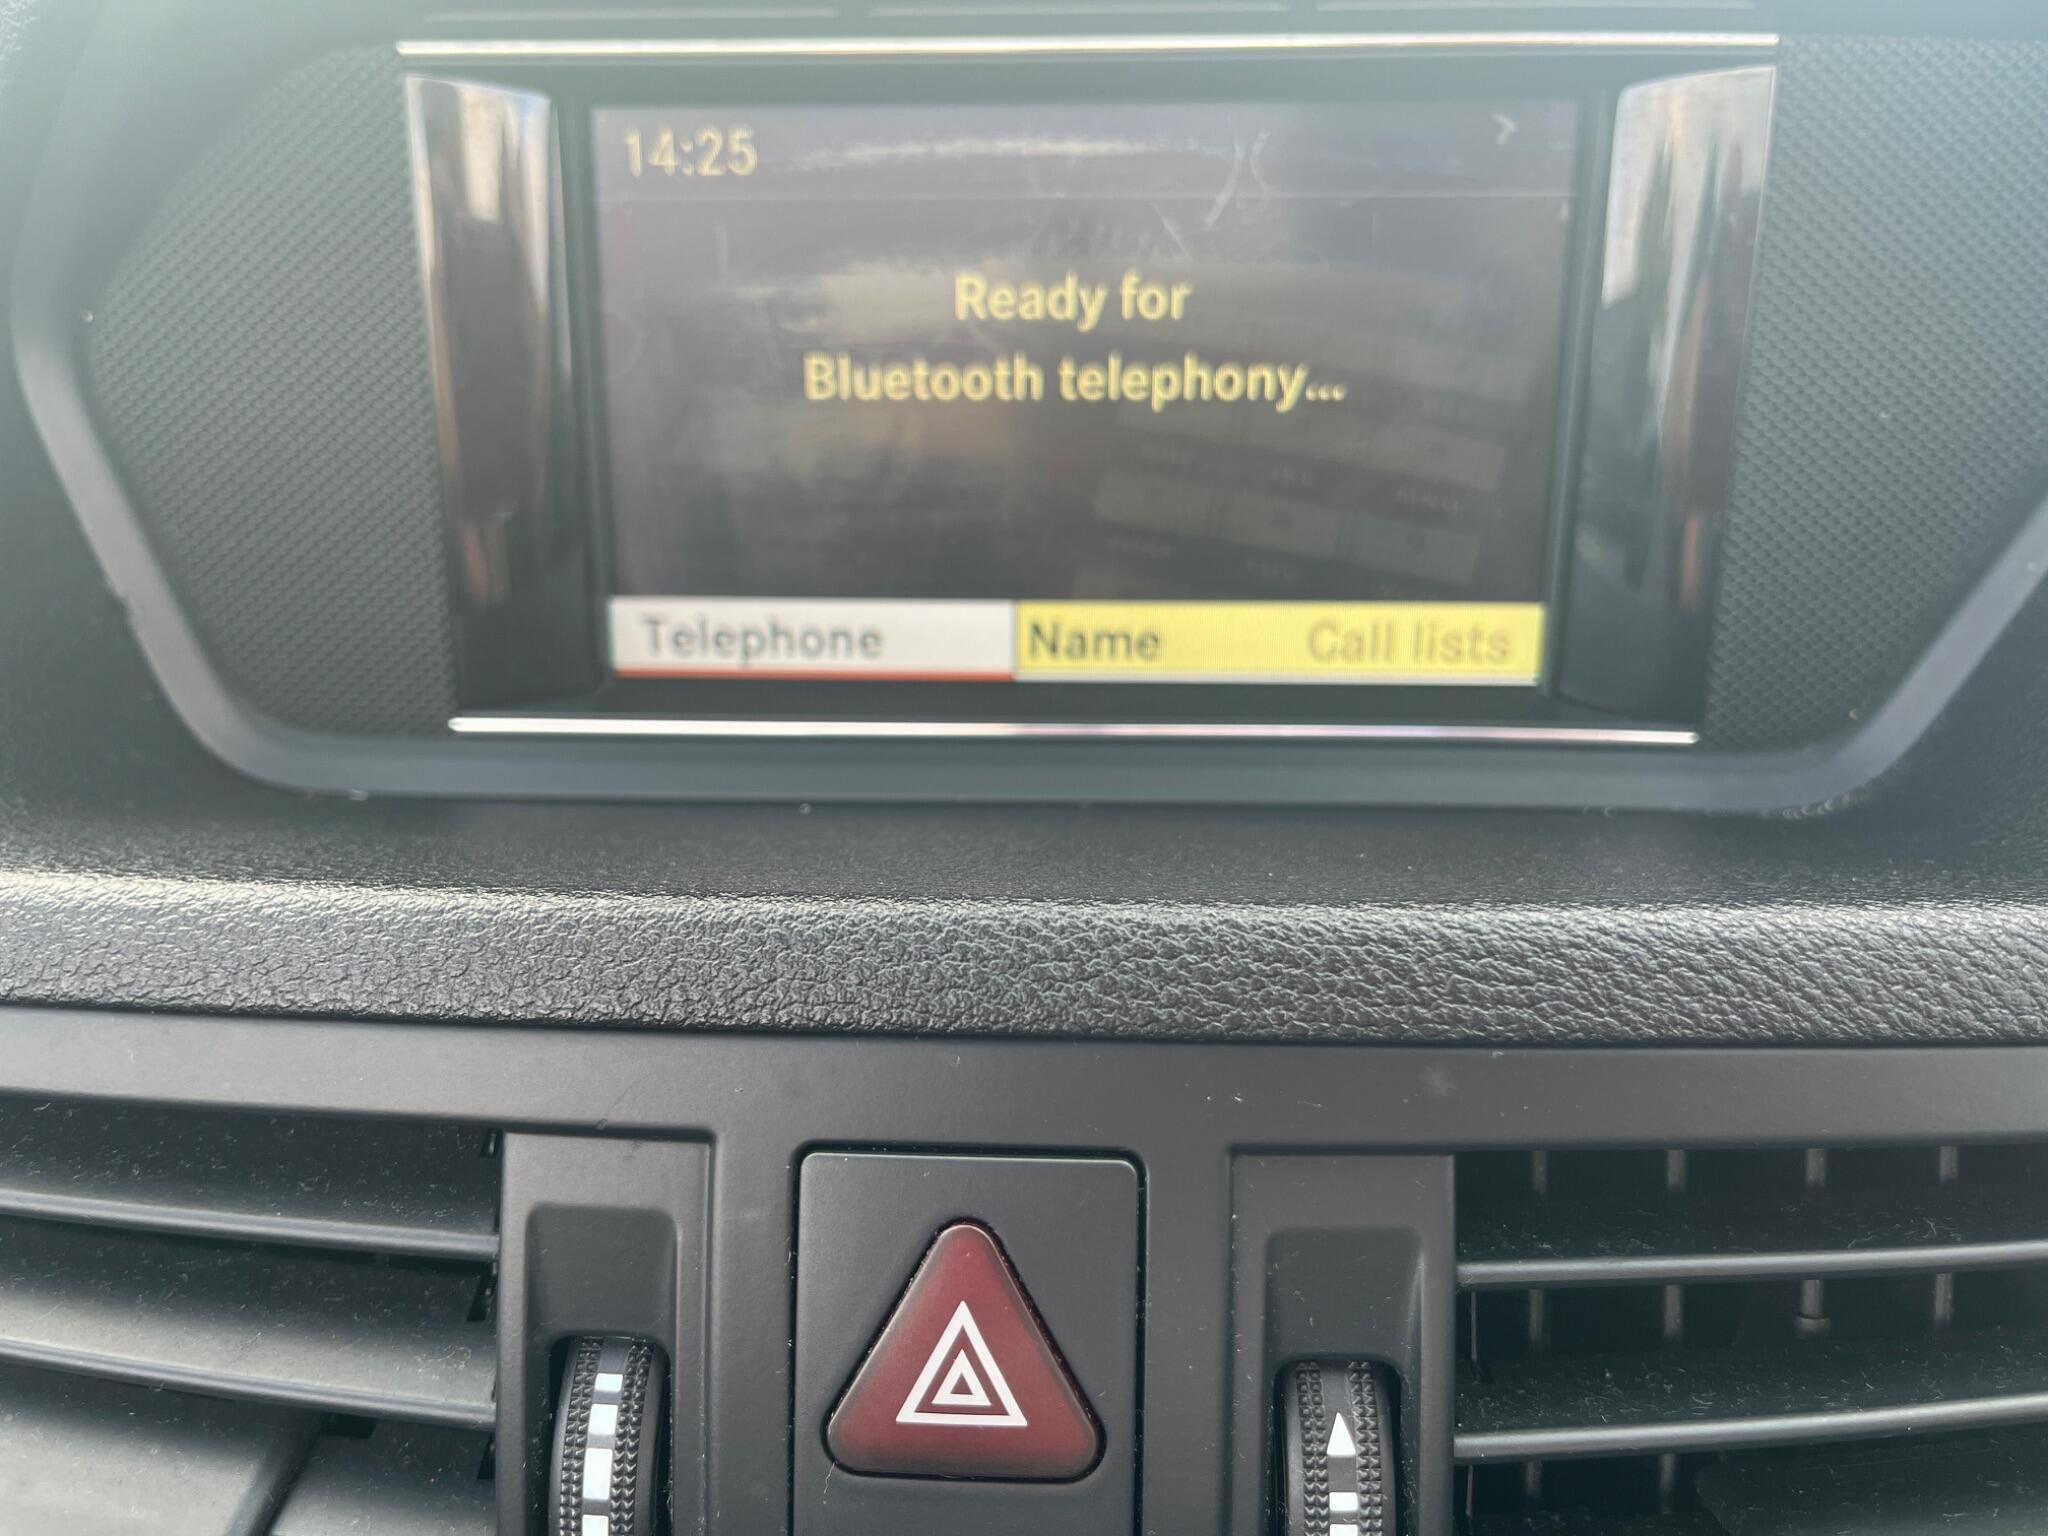 14:25
Ready for
Bluetooth telephony...
Telephone Name Call lists